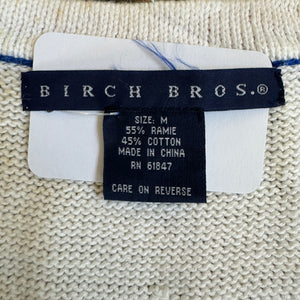 BIRCH BROS.®
SIZE: M
55% RAMIE
45% COTTON
MADE IN CHINA
RN 61847
CARE ON REVERSE